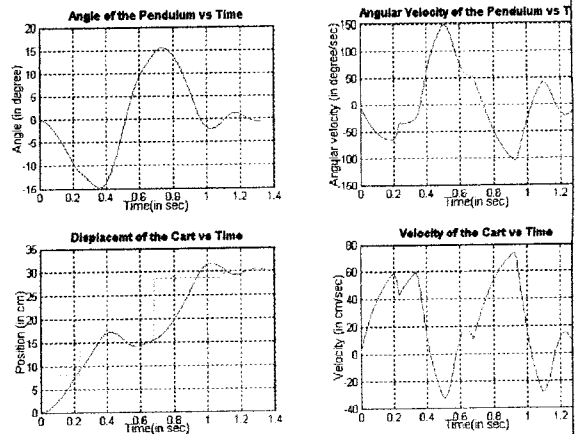 Angle of the Pendulum vs Time
20
15
10
5
0
-5
-10
-15
Angle (in degree)
0 0.2 0.4 0.6 0.8 1 1.2 1.4
Time(in sec)
Angular Velocity of the Pendulum vs T
150
100
50
0
-50
-100
-150
Angular velocity (in degree/sec)
0 0.2 0.4 0.6 0.8 1 1.2
Time(in sec)
Displacemt of the Cart vs Time
35
30
25
20
15
10
5
0
Position (in cm)
0 0.2 0.4 0.6 0.8 1 1.2 1.4
Time(in sec)
Velocity of the Cart vs Time
80
60
40
20
0
-20
-40
Velocity (in cm/sec)
0 0.2 0.4 0.6 0.8 1 1.2
Time(in sec)